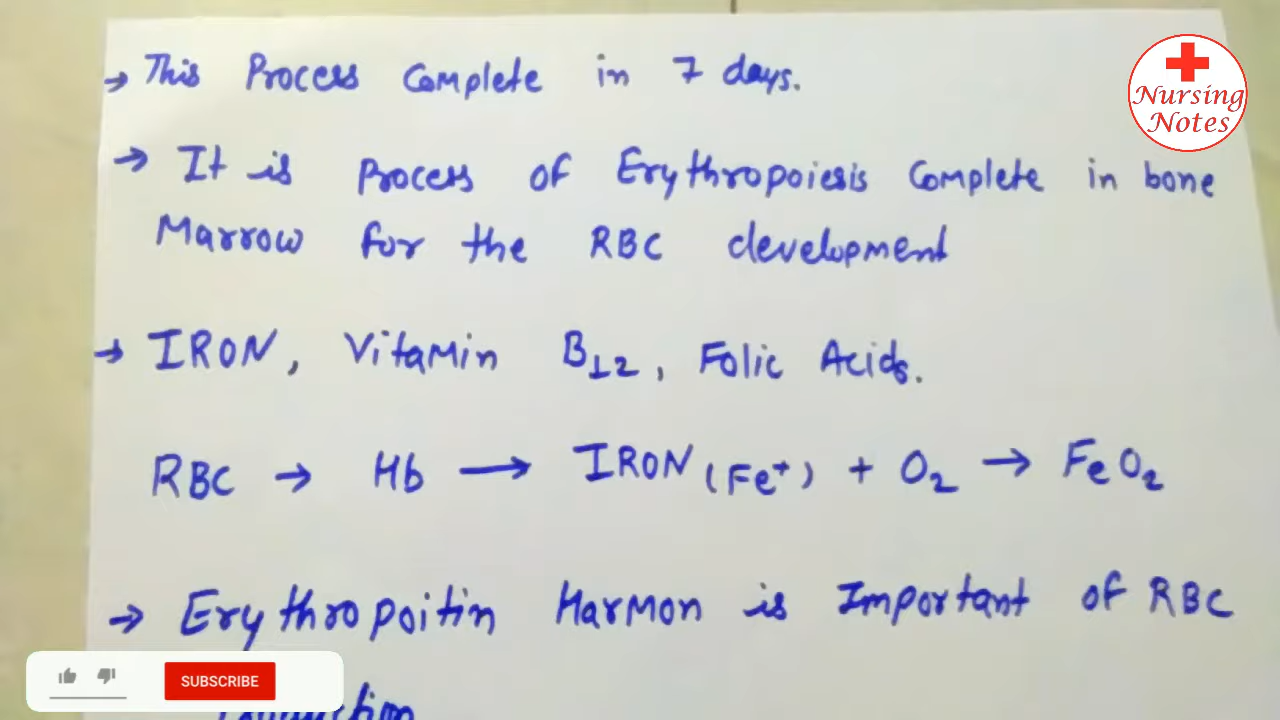 → This Process Complete in 7 days.
Nursing
Notes
→ It is Process of Erythropoiesis Complete in bone
Marrow for the RBC development
→ IRON, Vitamin B12, Folic Acids.
RBC → Hb → IRON (Fe+) + O2 → FeO2
→ Erythropoitin Harmon is Important of RBC
SUBSCRIBE